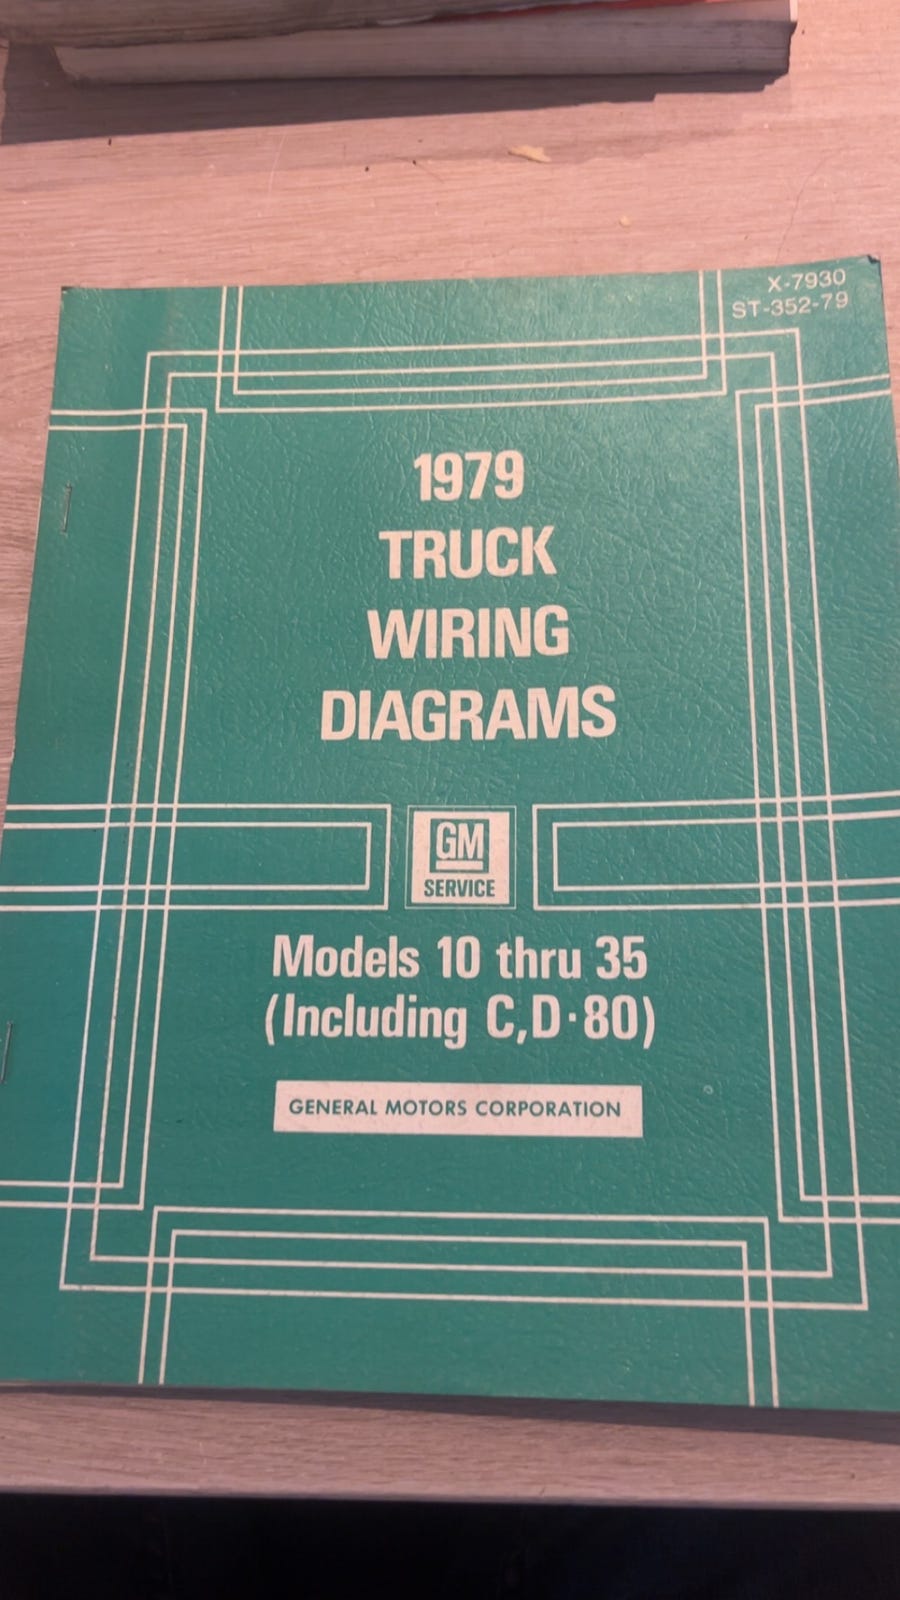 X-7930
ST-352-79
1979
TRUCK
WIRING
DIAGRAMS
GM
SERVICE
Models 10 thru 35
(Including C,D·80)
GENERAL MOTORS CORPORATION